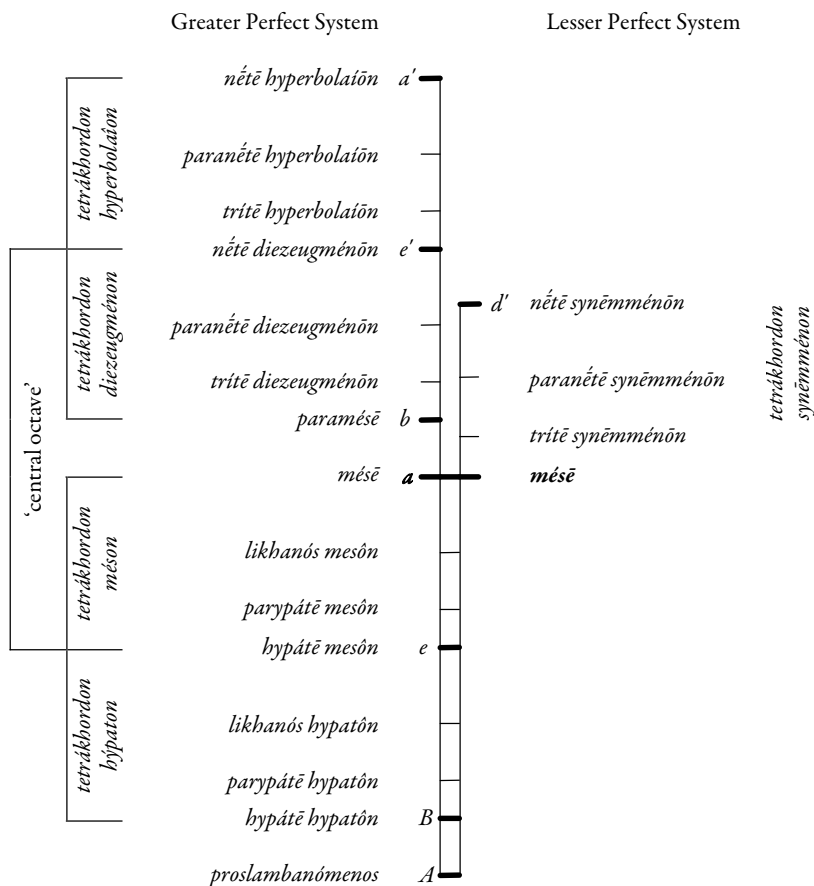 Greater Perfect System
Lesser Perfect System
nḗtē hyperbolaíōn a'
paranḗtē hyperbolaíōn
trítē hyperbolaíōn
nḗtē diezeugménōn e'
paranḗtē diezeugménōn
trítē diezeugménōn
paramésē b
mésē a
likhanós mesôn
parypátē mesôn
hypátē mesôn e
likhanós hypatôn
parypátē hypatôn
hypátē hypatôn B
proslambanómenos A
d' nḗtē synēmménōn
paranḗtē synēmménōn
trítē synēmménōn
mésē
tetrákhordon
hyperbolaîon
tetrákhordon
diezeugménon
tetrákhordon
méson
tetrákhordon
hýpaton
‘central octave’
tetrákhordon
synēmménon